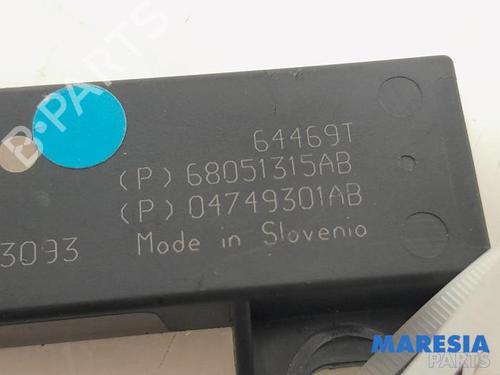 64469T
(P) 68051315AB
(P) 04749301AB
3093 Made in Slovenia
B-PARTS
MARESIA
PARTS